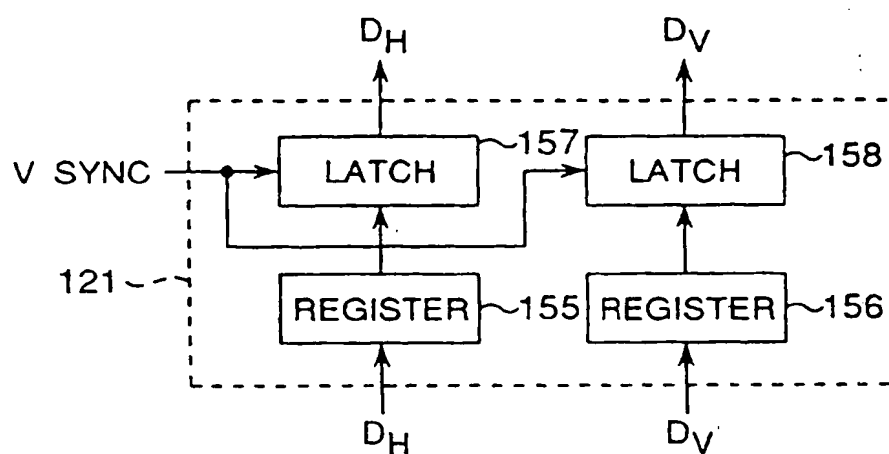 D_H D_V
157
158
V SYNC LATCH LATCH
121
REGISTER 155 REGISTER 156
D_H D_V